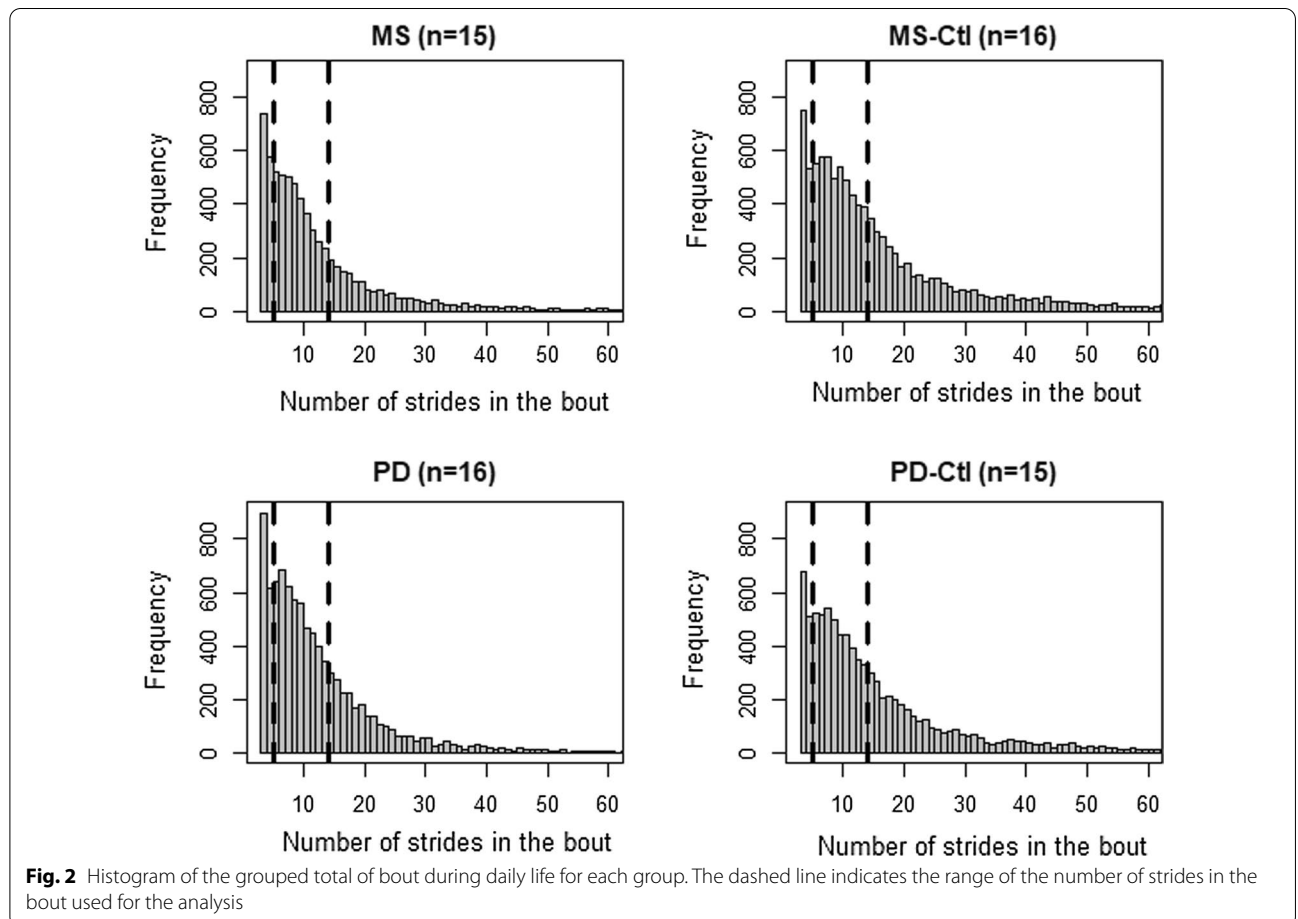 MS (n=15)
800
600
400
200
0
Frequency
10 20 30 40 50 60
Number of strides in the bout
MS-Ctl (n=16)
800
600
400
200
0
Frequency
10 20 30 40 50 60
Number of strides in the bout
PD (n=16)
800
600
400
200
0
Frequency
10 20 30 40 50 60
Number of strides in the bout
PD-Ctl (n=15)
800
600
400
200
0
Frequency
10 20 30 40 50 60
Number of strides in the bout
Fig. 2 Histogram of the grouped total of bout during daily life for each group. The dashed line indicates the range of the number of strides in the
bout used for the analysis